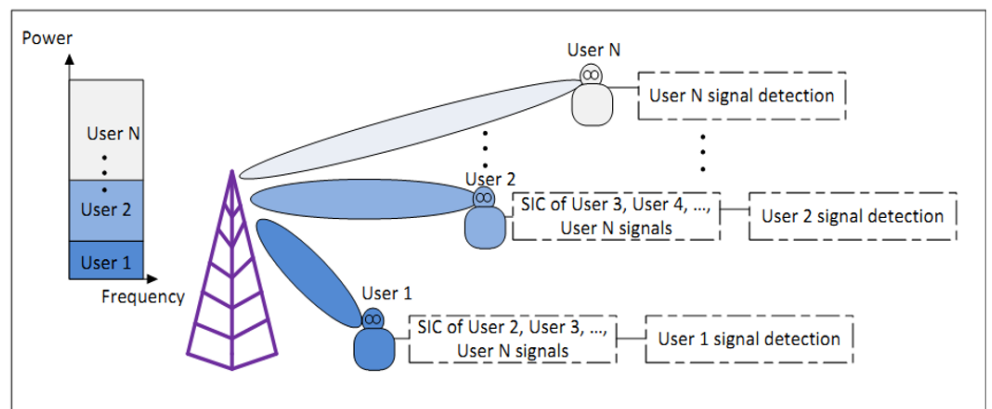 Power
User N
User 2
User 1
Frequency
User N
User N signal detection
User 2
SIC of User 3, User 4, ...,
User N signals
User 2 signal detection
User 1
SIC of User 2, User 3, ...,
User N signals
User 1 signal detection